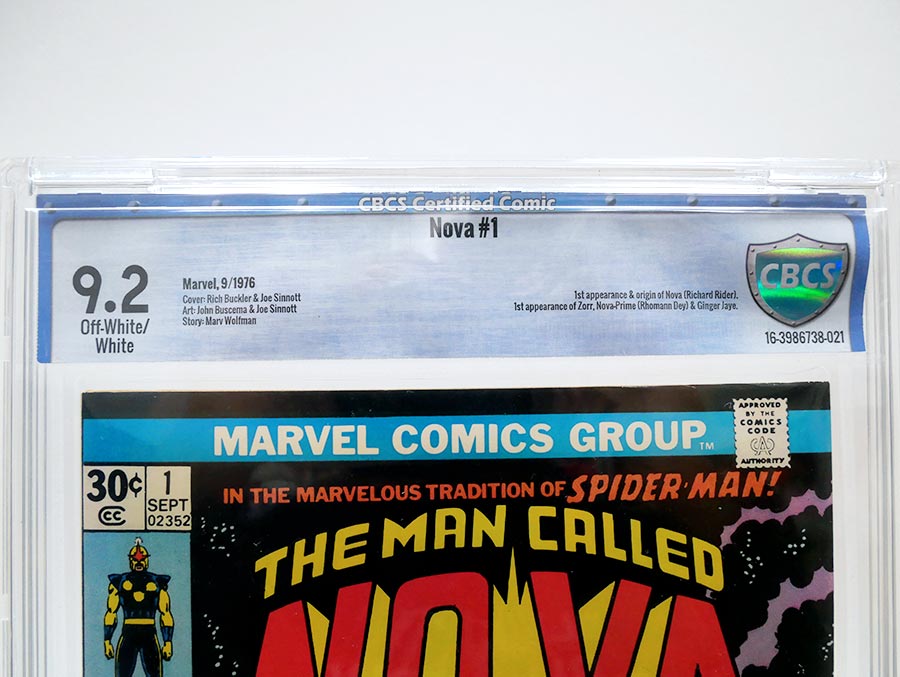 CBCS Certified Comic
Nova #1
9.2
Off-White/
White
Marvel, 9/1976
Cover: Rich Buckler & Joe Sinnott
Art: John Buscema & Joe Sinnott
Story: Marv Wolfman
1st appearance & origin of Nova (Richard Rider).
1st appearance of Zorr, Nova-Prime (Rhomann Dey) & Ginger Jaye.
CBCS
16-3986738-021
MARVEL COMICS GROUP TM
APPROVED
BY THE
COMICS
CODE
CA
AUTHORITY
30¢
CC
1
SEPT
02352
IN THE MARVELOUS TRADITION OF SPIDER-MAN!
THE MAN CALLED
NOVA